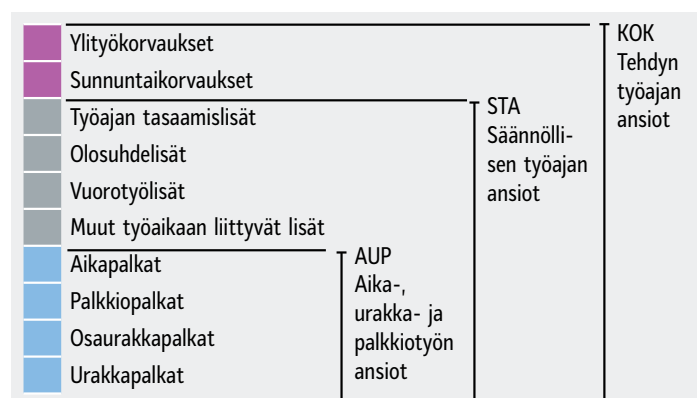 Ylityökorvaukset
Sunnuntaikorvaukset
Työajan tasaamislisät
Olosuhdelisät
Vuorotyölisät
Muut työaikaan liittyvät lisät
Aikapalkat
Palkkiopalkat
Osaurakkapalkat
Urakkapalkat
AUP
Aika-,
urakka- ja
palkkiotyön
ansiot
STA
Säännölli-
sen työajan
ansiot
KOK
Tehdyn
työajan
ansiot